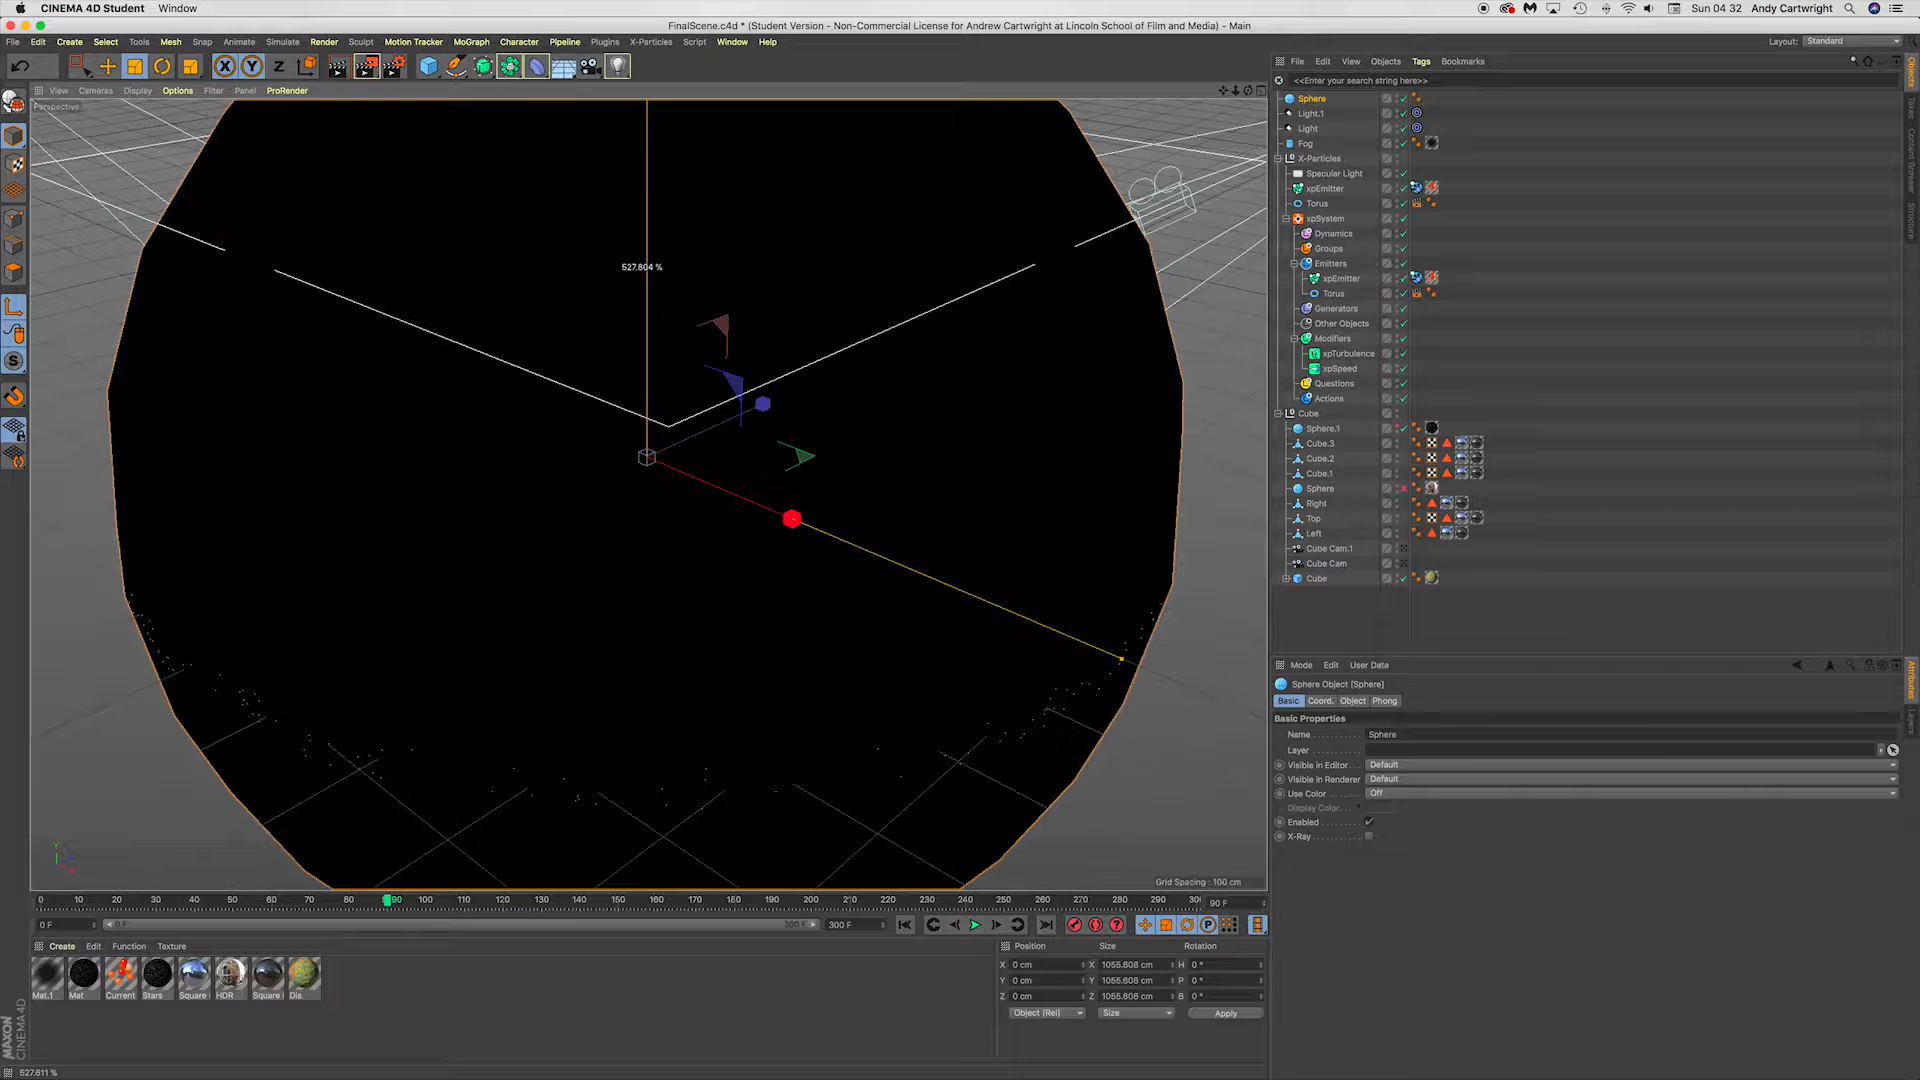 CINEMA 4D Student Window
Sun 04 32 Andy Cartwright
FinalScene.c4d * (Student Version - Non-Commercial License for Andrew Cartwright at Lincoln School of Film and Media) - Main
File Edit Create Select Tools Mesh Snap Animate Simulate Render Sculpt Motion Tracker MoGraph Character Pipeline Plugins X-Particles Script Window Help
Layout: Standard
File Edit View Objects Tags Bookmarks
<<Enter your search string here>>
View Cameras Display Options Filter Panel ProRender
Perspective
527.804 %
Grid Spacing : 100 cm
Sphere
Light.1
Light
Fog
X-Particles
Specular Light
xpEmitter
Torus
xpSystem
Dynamics
Groups
Emitters
xpEmitter
Torus
Generators
Other Objects
Modifiers
xpTurbulence
xpSpeed
Questions
Actions
Cube
Sphere.1
Cube.3
Cube.2
Cube.1
Sphere
Right
Top
Left
Cube Cam.1
Cube Cam
Cube
Objects
Takes
Content Browser
Structure
Mode Edit User Data
Sphere Object [Sphere]
Basic Coord. Object Phong
Basic Properties
Name Sphere
Layer
Visible in Editor Default
Visible in Renderer Default
Use Color Off
Display Color
Enabled
X-Ray
Attributes
Layers
0 10 20 30 40 50 60 70 80 90 100 110 120 130 140 150 160 170 180 190 200 210 220 230 240 250 260 270 280 290 30 90 F
0 F 0 F 300 F 300 F
Create Edit Function Texture
Mat.1 Mat Current Stars Square HDR Square Dis
Position Size Rotation
X 0 cm X 1055.608 cm H 0 °
Y 0 cm Y 1055.608 cm P 0 °
Z 0 cm Z 1055.608 cm B 0 °
Object (Rel) Size Apply
MAXON CINEMA 4D
527.611 %